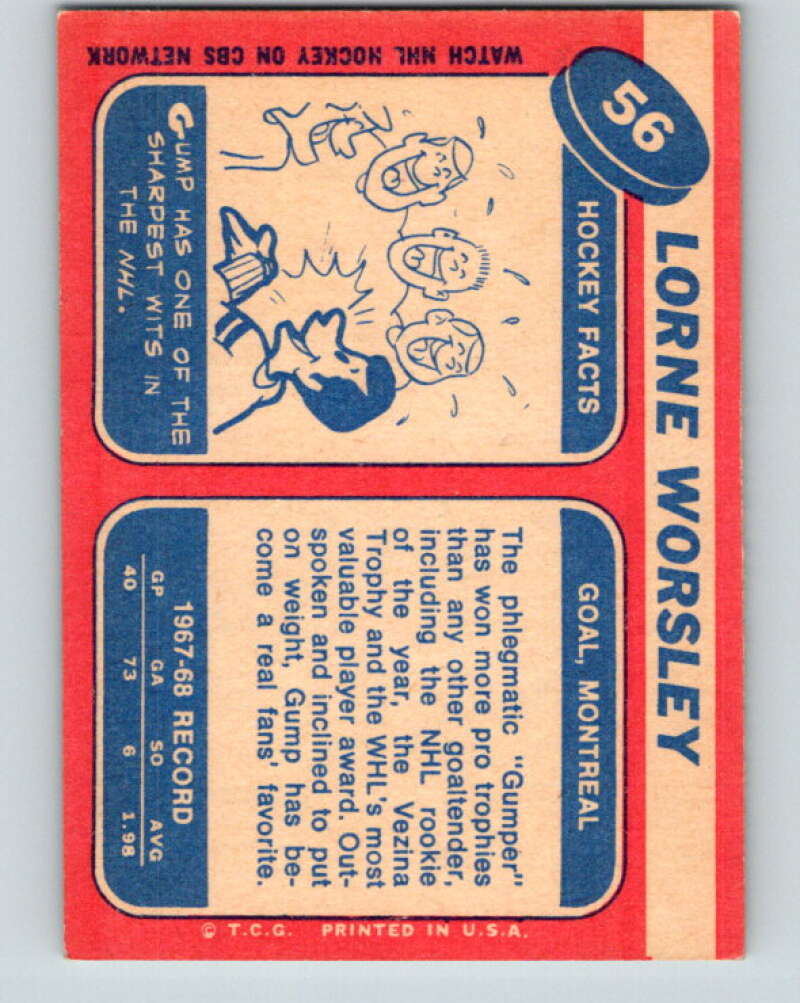 56
LORNE WORSLEY
WATCH NHL HOCKEY ON CBS NETWORK
HOCKEY FACTS
GUMP HAS ONE OF THE
SHARPEST WITS IN
THE NHL.
GOAL, MONTREAL
The phlegmatic "Gumper"
has won more pro trophies
than any other goaltender,
including the NHL rookie
of the year, the Vezina
Trophy and the WHL's most
valuable player award. Out-
spoken and inclined to put
on weight, Gump has be-
come a real fans' favorite.
1967-68 RECORD
GP GA SO AVG
40 73 6 1.98
© T.C.G. PRINTED IN U.S.A.